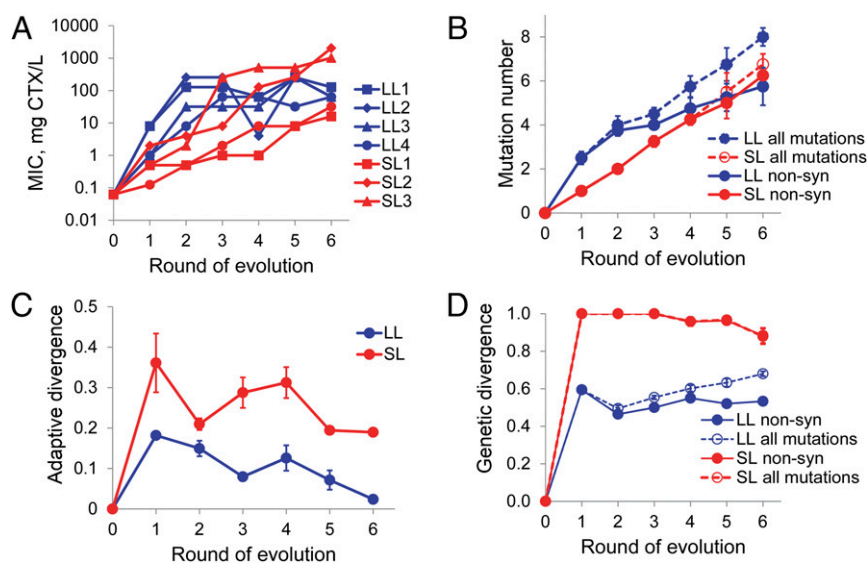 A
MIC, mg CTX/L
10000
1000
100
10
1
0.1
0.01
0 1 2 3 4 5 6
Round of evolution
LL1
LL2
LL3
LL4
SL1
SL2
SL3
B
Mutation number
8
6
4
2
0
0 1 2 3 4 5 6
Round of evolution
LL all mutations
SL all mutations
LL non-syn
SL non-syn
C
Adaptive divergence
0.5
0.4
0.3
0.2
0.1
0
0 1 2 3 4 5 6
Round of evolution
LL
SL
D
Genetic divergence
1.0
0.8
0.6
0.4
0.2
0.0
0 1 2 3 4 5 6
Round of evolution
LL non-syn
LL all mutations
SL non-syn
SL all mutations